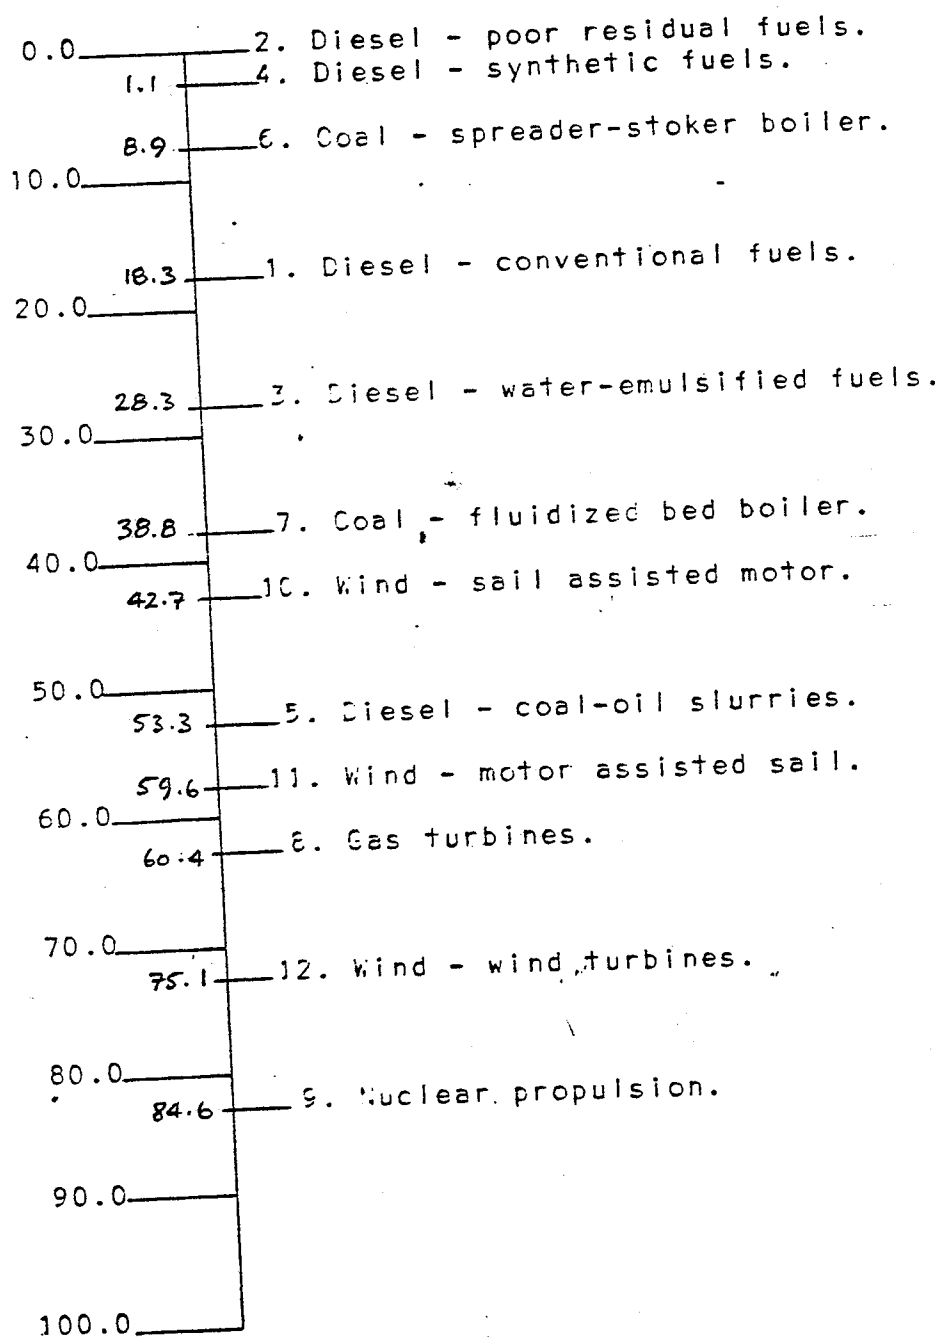 0.0 2. Diesel - poor residual fuels.
1.1 4. Diesel - synthetic fuels.
8.9 6. Coal - spreader-stoker boiler.
10.0
18.3 1. Diesel - conventional fuels.
20.0
28.3 3. Diesel - water-emulsified fuels.
30.0
38.8 7. Coal - fluidized bed boiler.
40.0
42.7 10. Wind - sail assisted motor.
50.0
53.3 5. Diesel - coal-oil slurries.
59.6 11. Wind - motor assisted sail.
60.0
60.4 8. Gas turbines.
70.0
75.1 12. Wind - wind turbines.
80.0
84.6 9. Nuclear propulsion.
90.0
100.0